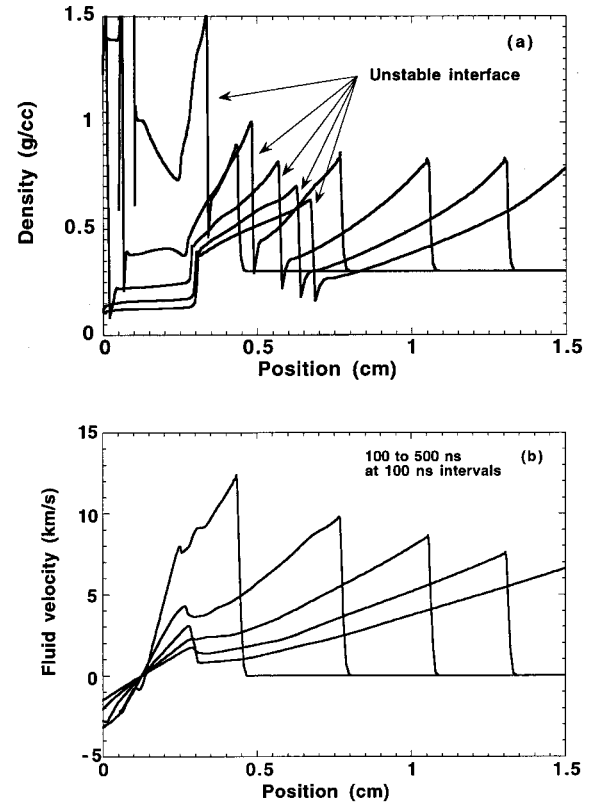 1.5
(a)
Unstable interface
1
Density (g/cc)
0.5
0
0
0.5
1
1.5
Position (cm)
15
100 to 500 ns
(b)
at 100 ns intervals
10
Fluid velocity (km/s)
5
0
-5
0
0.5
1
1.5
Position (cm)